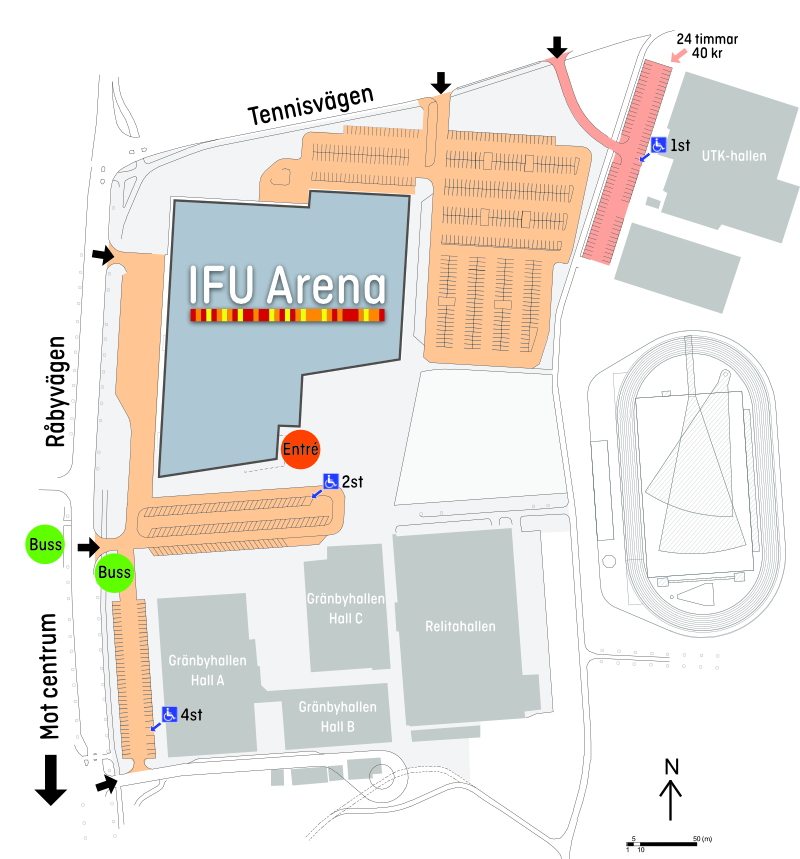 24 timmar
40 kr
Tennisvägen
1st
UTK-hallen
IFU Arena
Råbyvägen
Entré
2st
Buss
Buss
Gränbyhallen
Hall C
Relitahallen
Gränbyhallen
Hall A
Mot centrum
4st
Gränbyhallen
Hall B
N
5
50 (m)
1
10